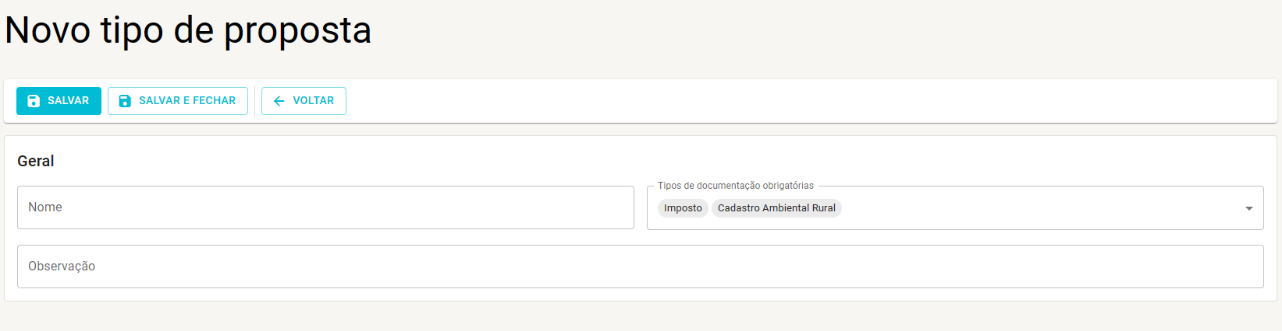 Novo tipo de proposta
SALVAR SALVAR E FECHAR VOLTAR
Geral
Tipos de documentação obrigatórias
Nome Imposto Cadastro Ambiental Rural
Observação